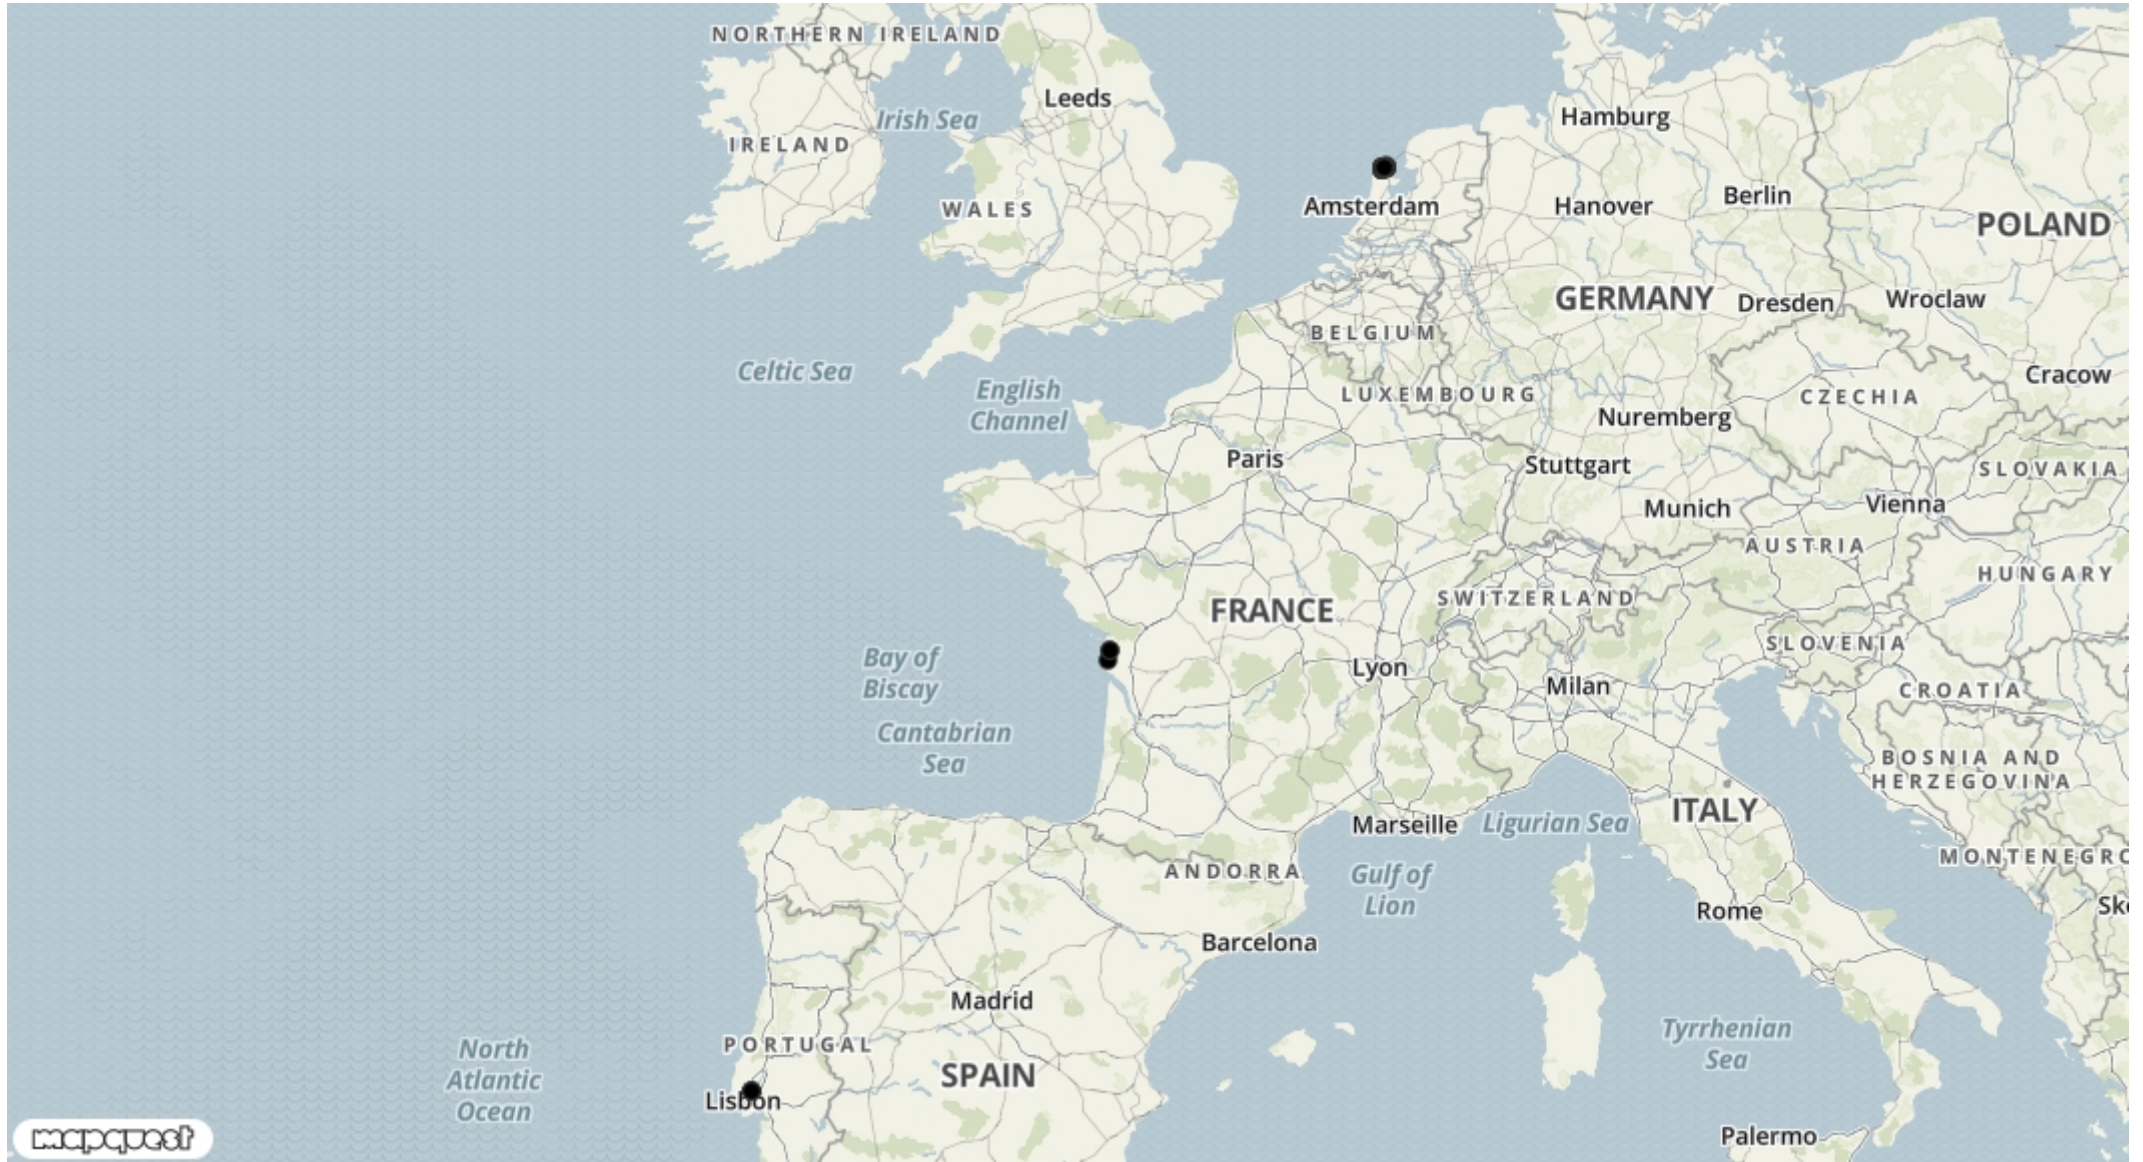 NORTHERN IRELAND
Leeds
Irish Sea
Hamburg
IRELAND
Berlin
WALES
Amsterdam
Hanover
POLAND
GERMANY
Dresden
Wroclaw
BELGIUM
Celtic Sea
English
Channel
Cracow
LUXEMBOURG
CZECHIA
Nuremberg
Paris
Stuttgart
SLOVAKIA
Munich
Vienna
AUSTRIA
HUNGARY
SWITZERLAND
FRANCE
SLOVENIA
Bay of
Biscay
Lyon
Milan
CROATIA
Cantabrian
Sea
BOSNIA AND
HERZEGOVINA
ITALY
Marseille
Ligurian Sea
MONTENEGRO
ANDORRA
Gulf of
Lion
Rome
Sk
Barcelona
Madrid
Tyrrhenian
Sea
PORTUGAL
North
Atlantic
Ocean
SPAIN
Lisbon
Palermo
mapquest